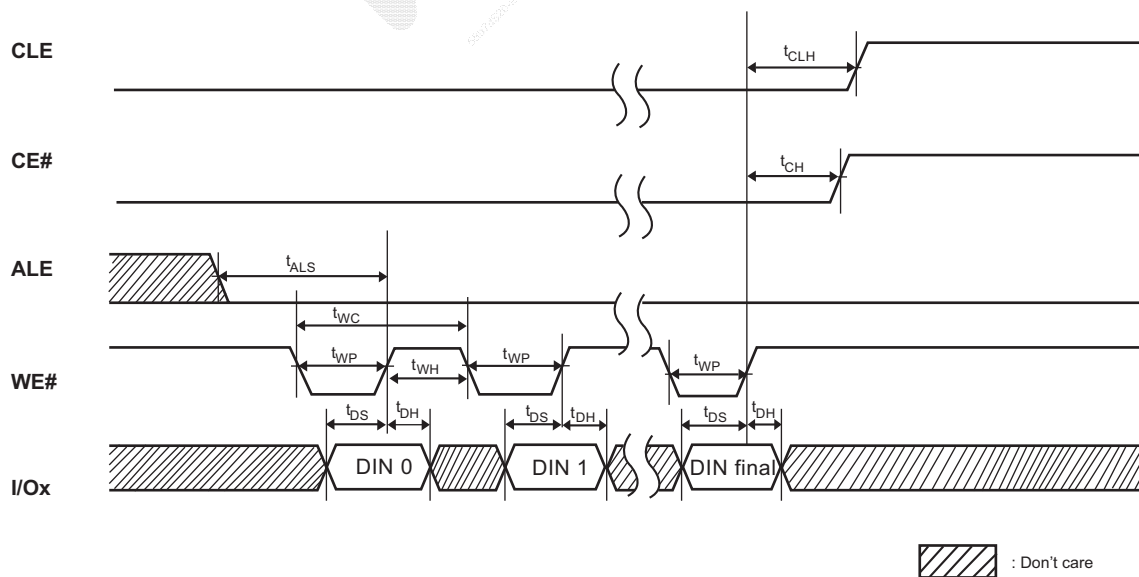 CLE
tCLH
CE#
tCH
ALE
tALS
tWC
WE#
tWP
tWH
tWP
tWP
tDS
tDH
tDS
tDH
tDS
tDH
I/Ox
DIN 0
DIN 1
DIN final
: Don't care